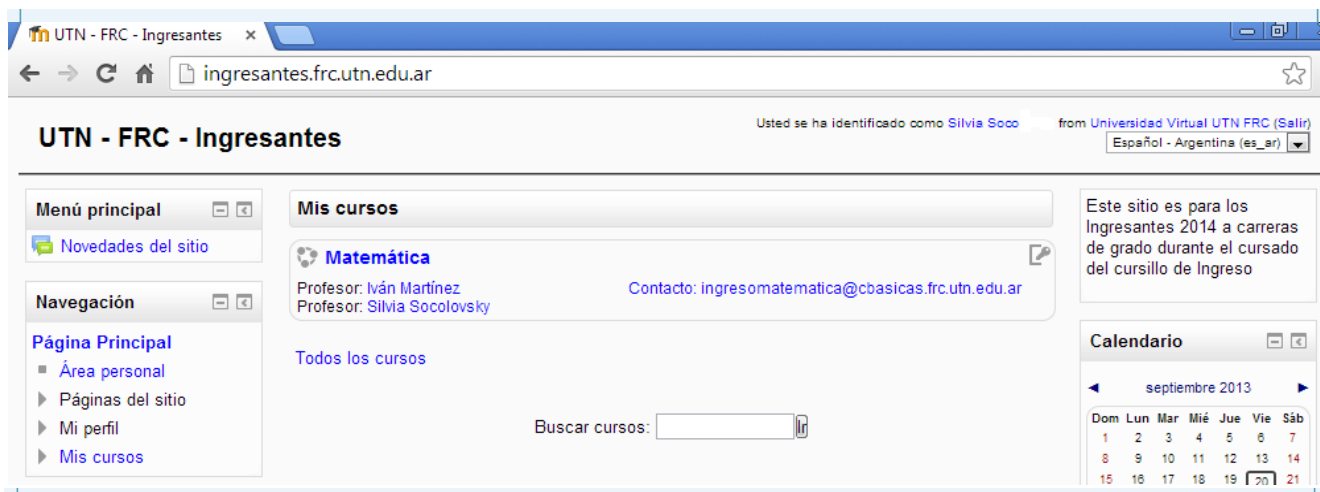 UTN - FRC - Ingresantes
ingresantes.frc.utn.edu.ar
UTN - FRC - Ingresantes
Usted se ha identificado como Silvia Soco from Universidad Virtual UTN FRC (Salir)
Español - Argentina (es_ar)
Menú principal
Novedades del sitio
Navegación
Página Principal
Área personal
Páginas del sitio
Mi perfil
Mis cursos
Mis cursos
Matemática
Profesor: Iván Martínez
Contacto: ingresomatematica@cbasicas.frc.utn.edu.ar
Profesor: Silvia Socolovsky
Todos los cursos
Buscar cursos: Ir
Este sitio es para los
Ingresantes 2014 a carreras
de grado durante el cursado
del cursillo de Ingreso
Calendario
septiembre 2013
Dom Lun Mar Mié Jue Vie Sáb
1 2 3 4 5 6 7
8 9 10 11 12 13 14
15 16 17 18 19 20 21